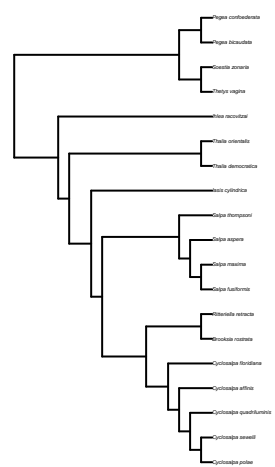 Pegea confoederata
Pegea bicaudata
Soestia zonaria
Thetys vagina
Ihlea racovitzai
Thalia orientalis
Thalia democratica
Iasis cylindrica
Salpa thompsoni
Salpa aspera
Salpa maxima
Salpa fusiformis
Ritteriella retracta
Brooksia rostrata
Cyclosalpa floridiana
Cyclosalpa affinis
Cyclosalpa quadriluminis
Cyclosalpa sewelli
Cyclosalpa polae